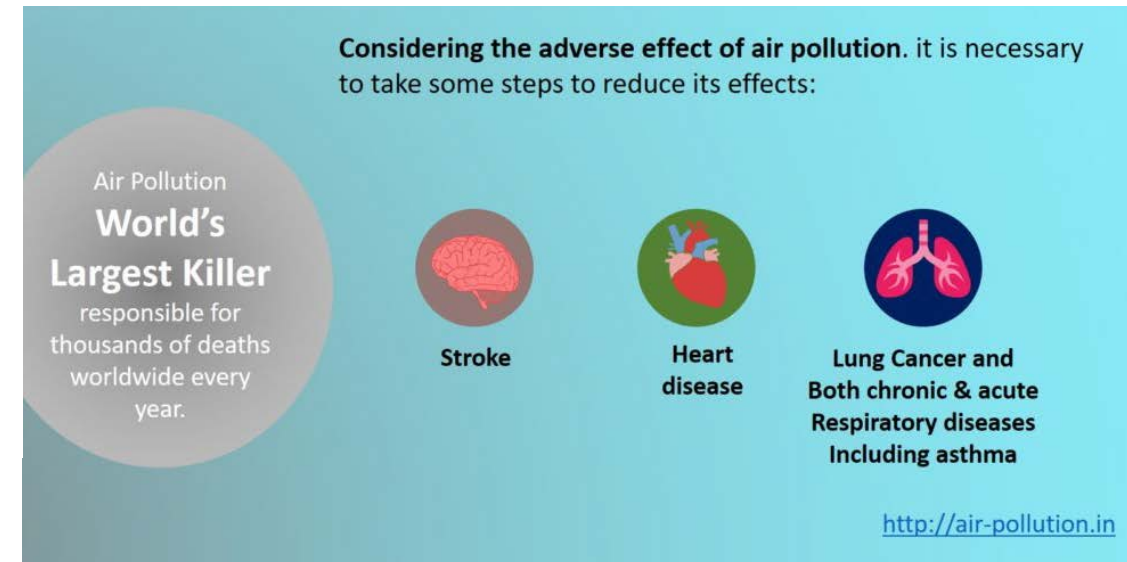 Considering the adverse effect of air pollution. it is necessary
to take some steps to reduce its effects:
Air Pollution
World's
Largest Killer
responsible for
thousands of deaths
worldwide every
year.
Stroke
Heart
disease
Lung Cancer and
Both chronic & acute
Respiratory diseases
Including asthma
http://air-pollution.in